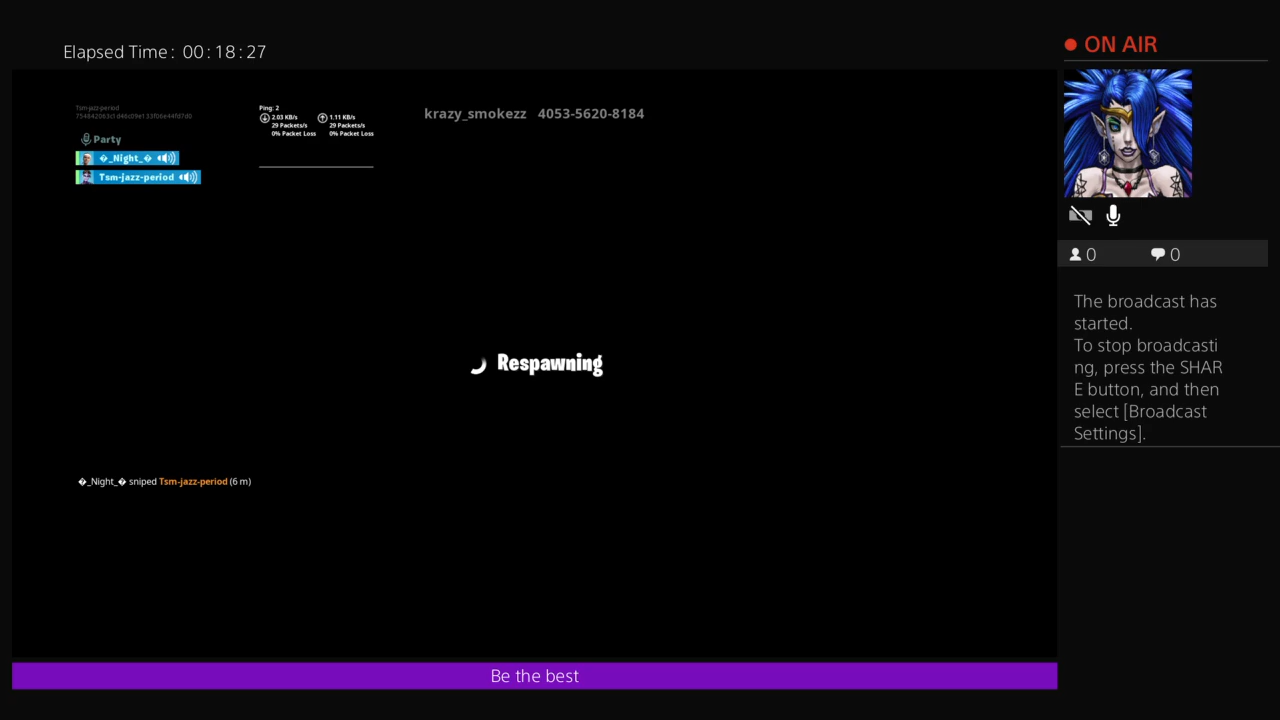 Elapsed Time: 00:18:27
ON AIR
Tsm-jazz-period
Ping: 2
2.03 KB/s
29 Packets/s
0% Packet Loss
1.11 KB/s
29 Packets/s
0% Packet Loss
krazy_smokezz 4053-5620-8184
Party
�_Night_�
Tsm-jazz-period
0
0
The broadcast has
started.
To stop broadcasti
ng, press the SHAR
E button, and then
select [Broadcast
Settings].
Respawning
�_Night_� sniped Tsm-jazz-period (6 m)
Be the best